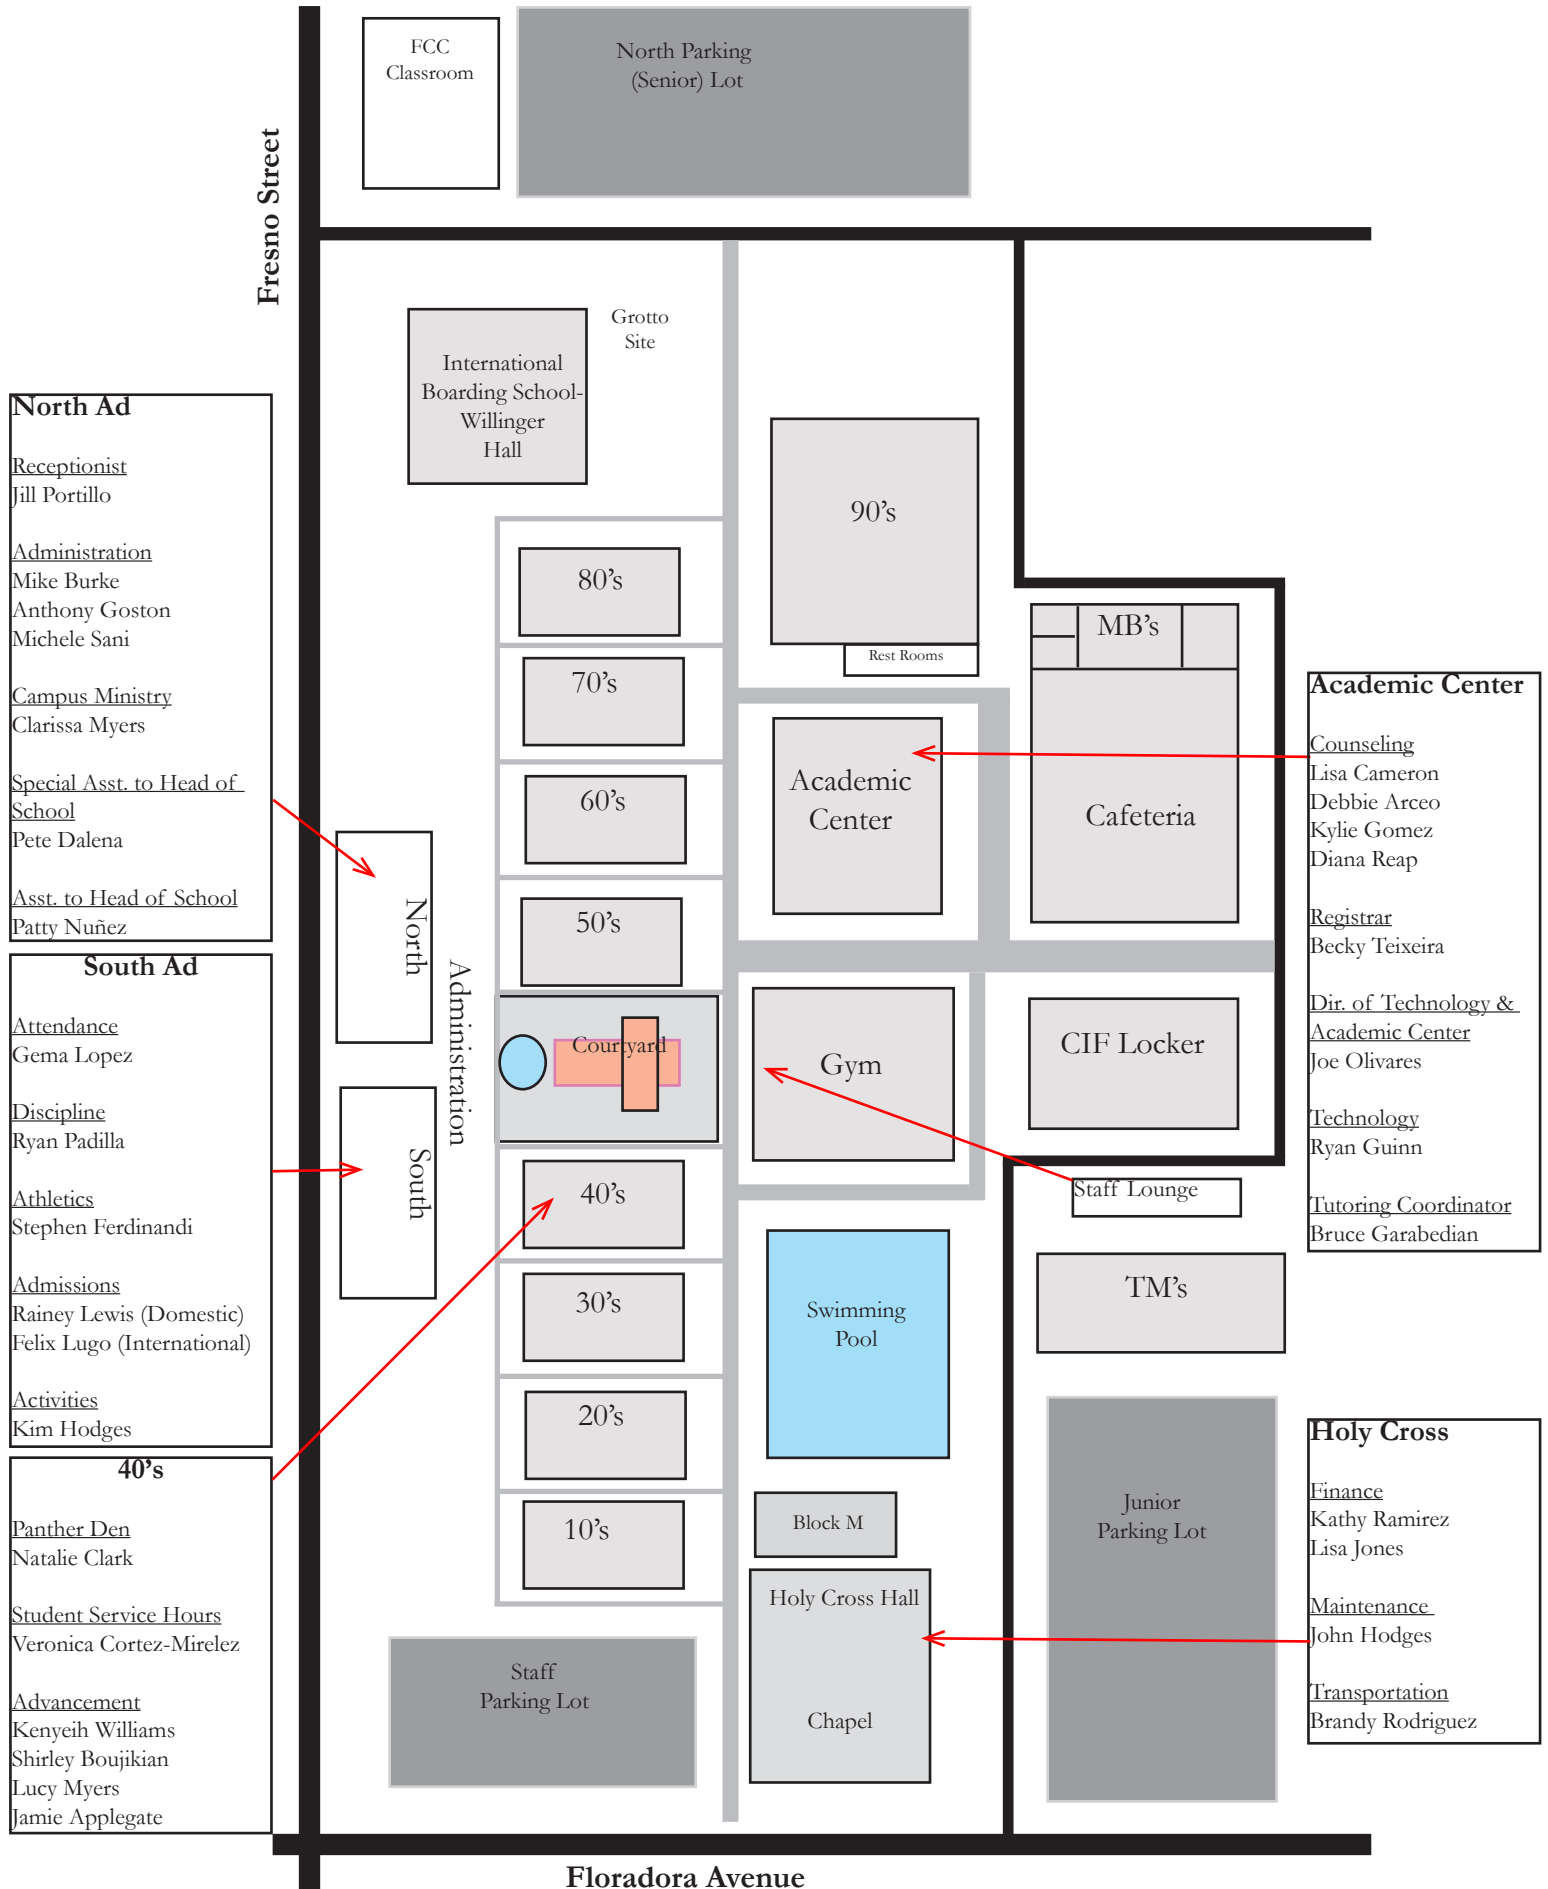 FCC
Classroom
North Parking
(Senior) Lot
Fresno Street
International
Boarding School-
Willinger
Hall
Grotto
Site
90's
80's
70's
60's
50's
Rest Rooms
MB's
Cafeteria
Academic
Center
North
South
Administration
Courtyard
Gym
CIF Locker
Staff Lounge
TM's
40's
30's
20's
10's
Swimming
Pool
Block M
Holy Cross Hall
Chapel
Junior
Parking Lot
Staff
Parking Lot
Floradora Avenue
North Ad
Receptionist
Jill Portillo
Administration
Mike Burke
Anthony Goston
Michele Sani
Campus Ministry
Clarissa Myers
Special Asst. to Head of
School
Pete Dalena
Asst. to Head of School
Patty Nuñez
South Ad
Attendance
Gema Lopez
Discipline
Ryan Padilla
Athletics
Stephen Ferdinandi
Admissions
Rainey Lewis (Domestic)
Felix Lugo (International)
Activities
Kim Hodges
40's
Panther Den
Natalie Clark
Student Service Hours
Veronica Cortez-Mirelez
Advancement
Kenyeih Williams
Shirley Boujikian
Lucy Myers
Jamie Applegate
Academic Center
Counseling
Lisa Cameron
Debbie Arceo
Kylie Gomez
Diana Reap
Registrar
Becky Teixeira
Dir. of Technology &
Academic Center
Joe Olivares
Technology
Ryan Guinn
Tutoring Coordinator
Bruce Garabedian
Holy Cross
Finance
Kathy Ramirez
Lisa Jones
Maintenance
John Hodges
Transportation
Brandy Rodriguez